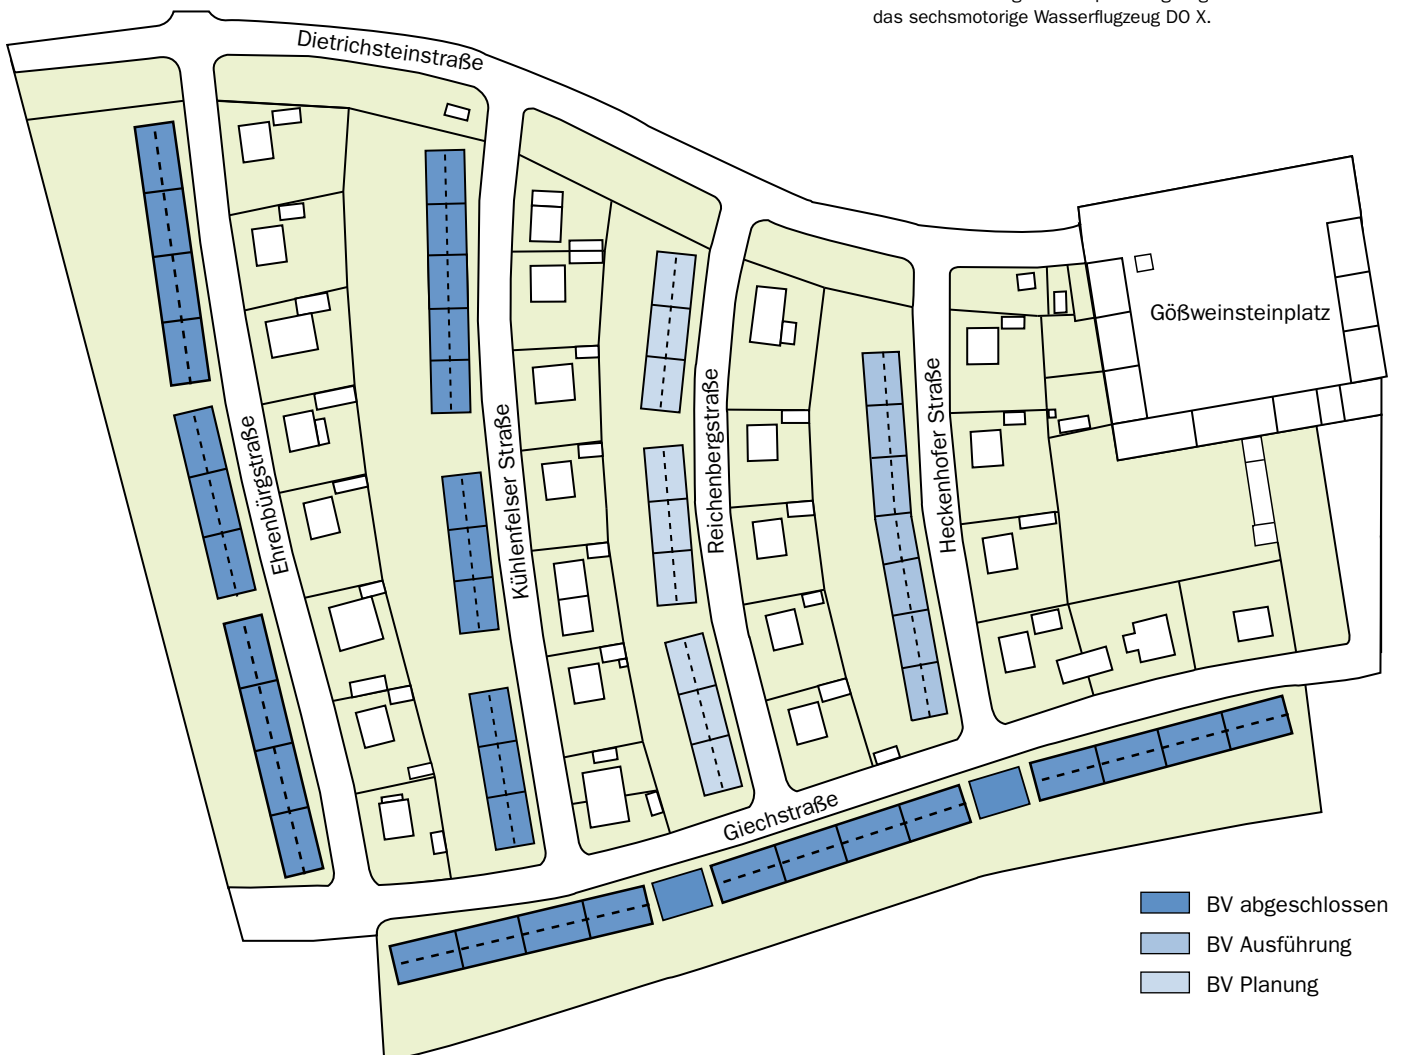 das sechsmotorige Wasserflugzeug DO X.
Dietrichsteinstraße
Gößweinsteinplatz
Ehrenbürgstraße
Kühlenfelser Straße
Reichenbergstraße
Heckenhofer Straße
Giechstraße
BV abgeschlossen
BV Ausführung
BV Planung